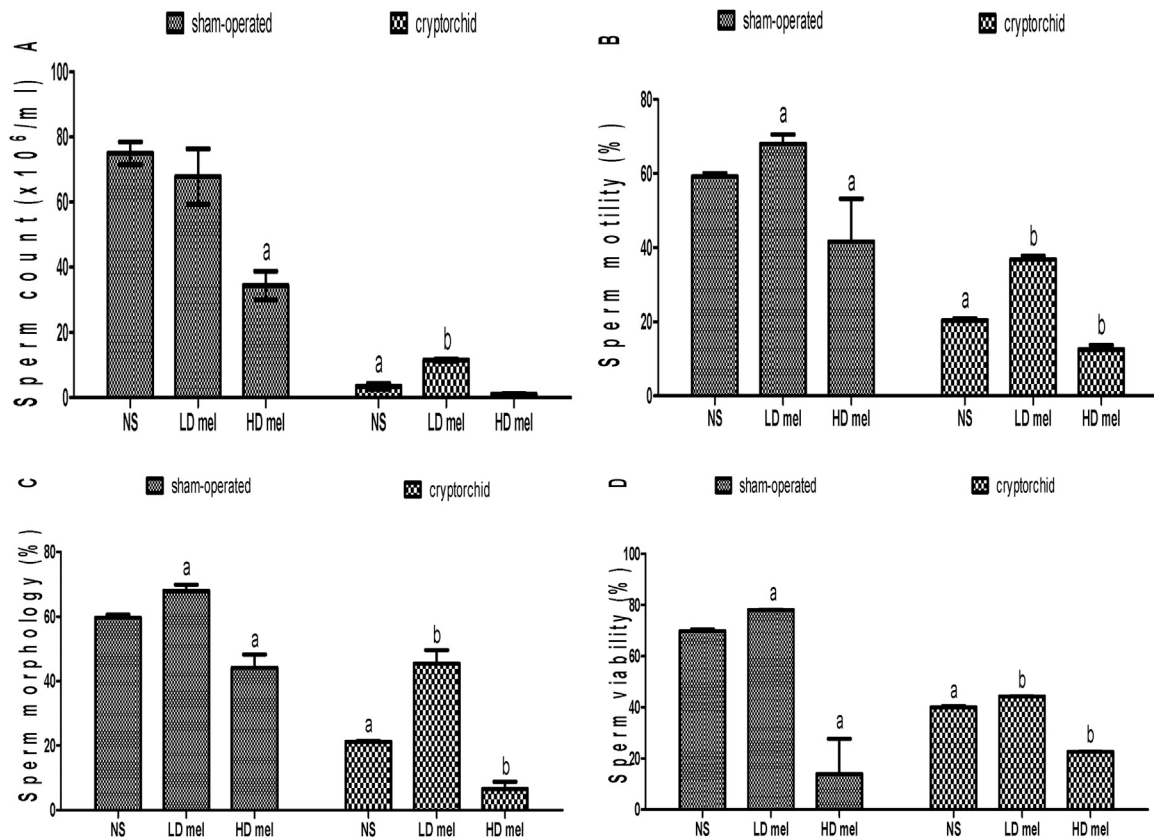 A
sham-operated
cryptorchid
Sperm count(x10⁶/ml)
100
80
60
40
20
0
a
a
b
NS
LD mel
HD mel
NS
LD mel
HD mel
B
sham-operated
cryptorchid
Sperm motility (%)
80
60
40
20
0
a
a
a
b
b
NS
LD mel
HD mel
NS
LD mel
HD mel
C
sham-operated
cryptorchid
Sperm morphology (%)
80
60
40
20
0
a
a
a
b
b
NS
LD mel
HD mel
NS
LD mel
HD mel
D
sham-operated
cryptorchid
Sperm viability (%)
100
80
60
40
20
0
a
a
a
b
b
NS
LD mel
HD mel
NS
LD mel
HD mel